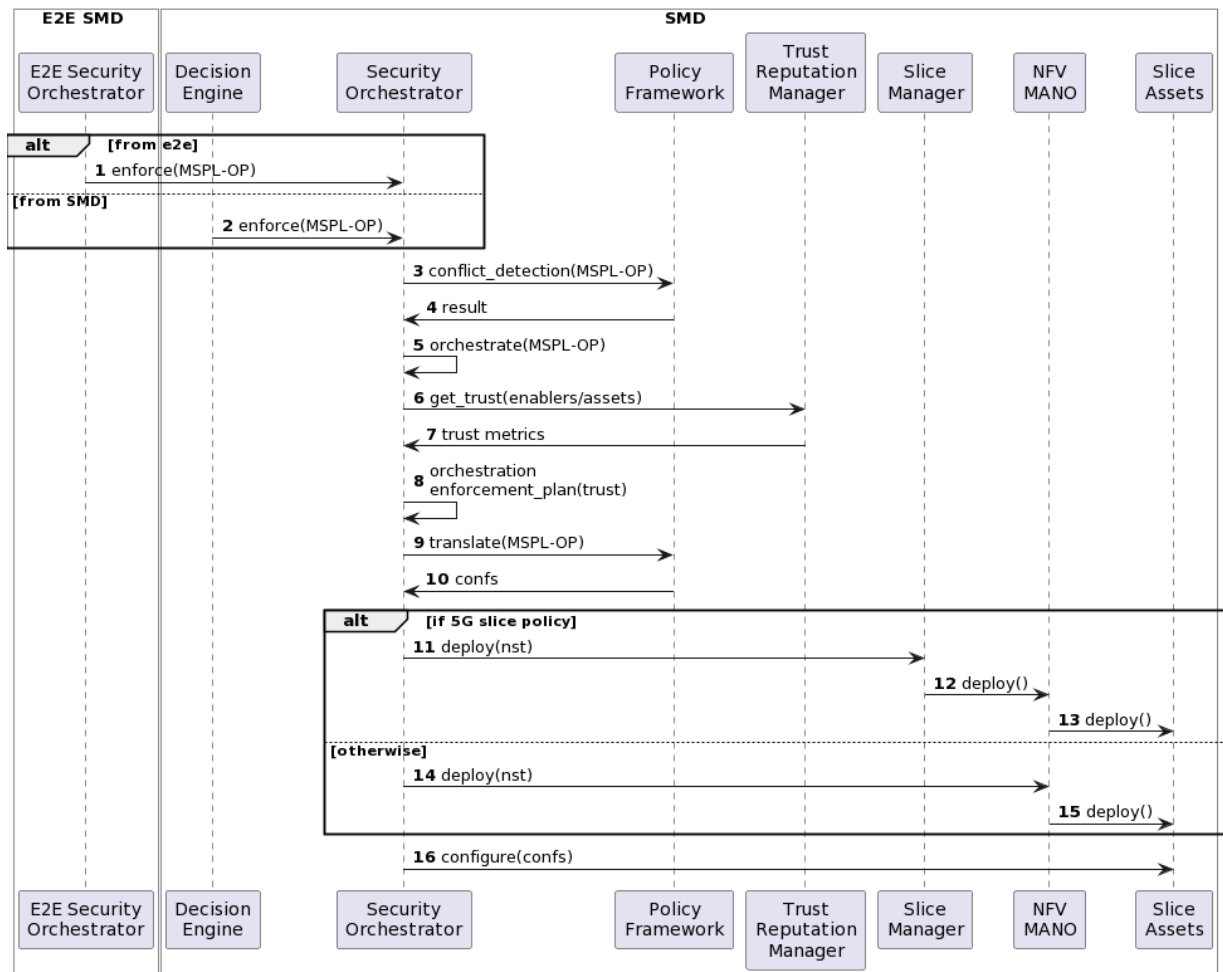 E2E SMD
SMD
E2E Security
Orchestrator
Decision
Engine
Security
Orchestrator
Policy
Framework
Trust
Reputation
Manager
Slice
Manager
NFV
MANO
Slice
Assets
alt [from e2e]
1 enforce(MSPL-OP)
[from SMD]
2 enforce(MSPL-OP)
3 conflict_detection(MSPL-OP)
4 result
5 orchestrate(MSPL-OP)
6 get_trust(enablers/assets)
7 trust metrics
8 orchestration
enforcement_plan(trust)
9 translate(MSPL-OP)
10 confs
alt [if 5G slice policy]
11 deploy(nst)
12 deploy()
13 deploy()
[otherwise]
14 deploy(nst)
15 deploy()
16 configure(confs)
E2E Security
Orchestrator
Decision
Engine
Security
Orchestrator
Policy
Framework
Trust
Reputation
Manager
Slice
Manager
NFV
MANO
Slice
Assets